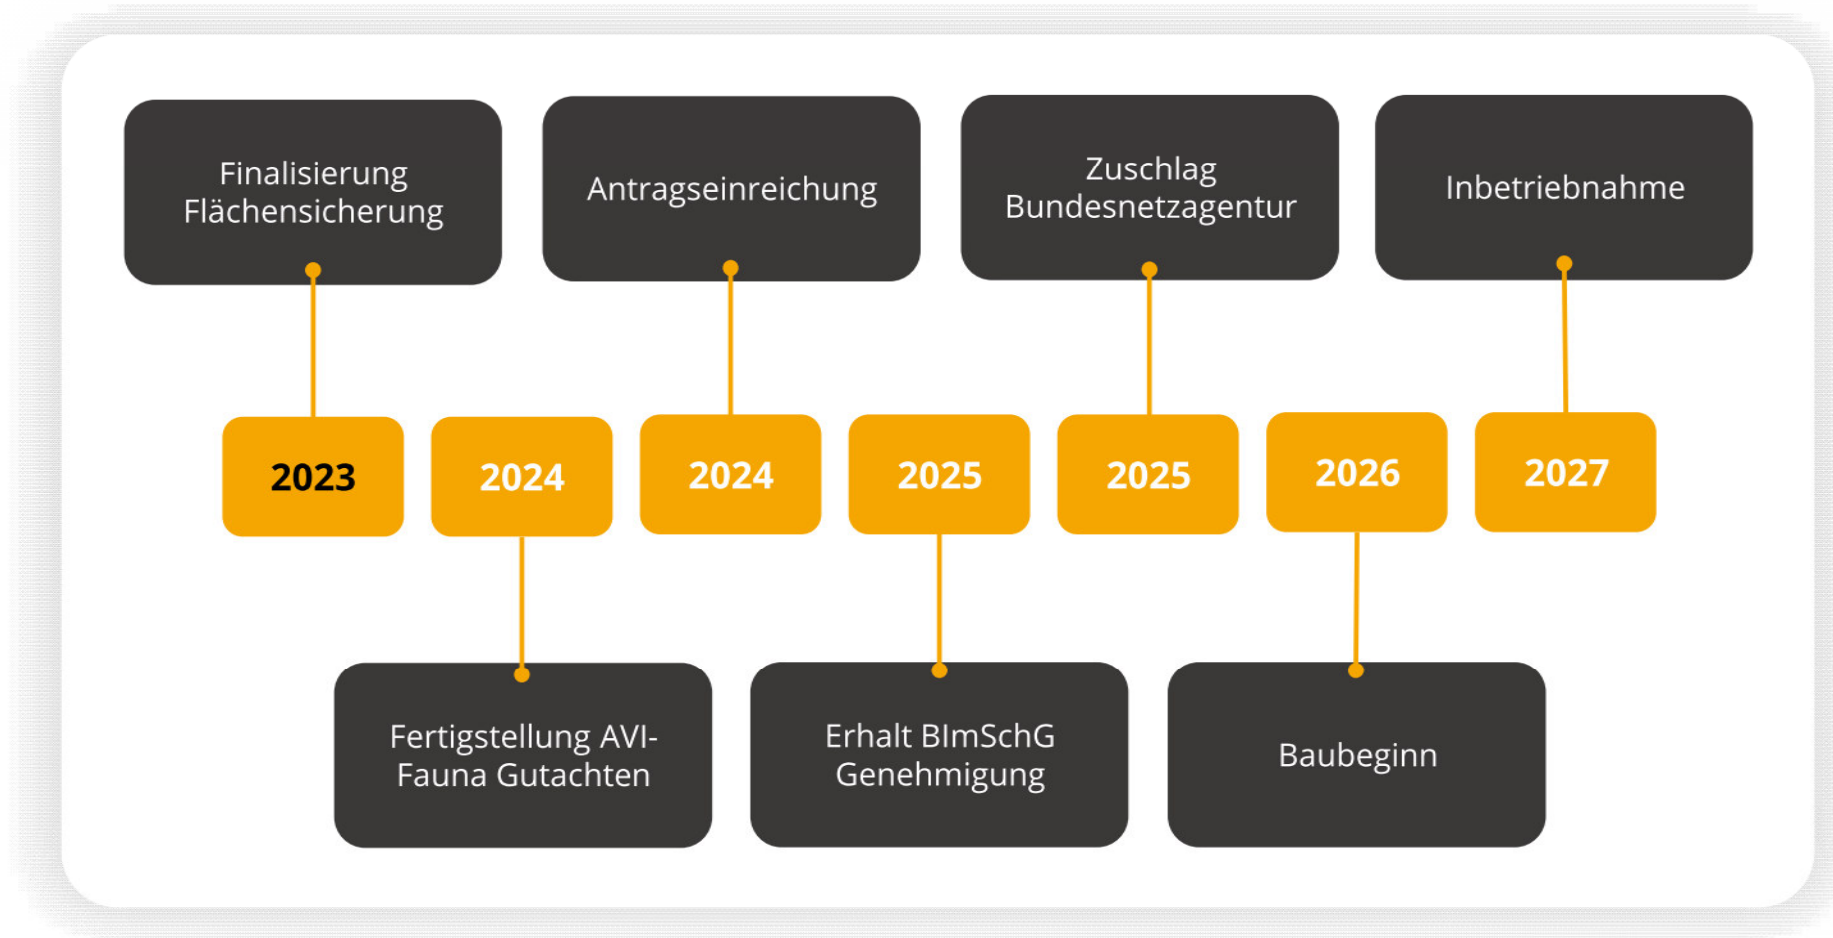 Finalisierung
Flächensicherung
Antragseinreichung
Zuschlag
Bundesnetzagentur
Inbetriebnahme
2023
2024
2024
2025
2025
2026
2027
Fertigstellung AVI-
Fauna Gutachten
Erhalt BImSchG
Genehmigung
Baubeginn